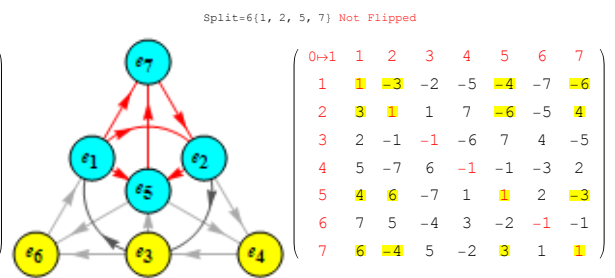 Split=6{1, 2, 5, 7} Not Flipped
e7
e1
e2
e5
e6
e3
e4
0↦1 1 2 3 4 5 6 7
1 1 -3 -2 -5 -4 -7 -6
2 3 1 1 7 -6 -5 4
3 2 -1 -1 -6 7 4 -5
4 5 -7 6 -1 -1 -3 2
5 4 6 -7 1 1 2 -3
6 7 5 -4 3 -2 -1 -1
7 6 -4 5 -2 3 1 1